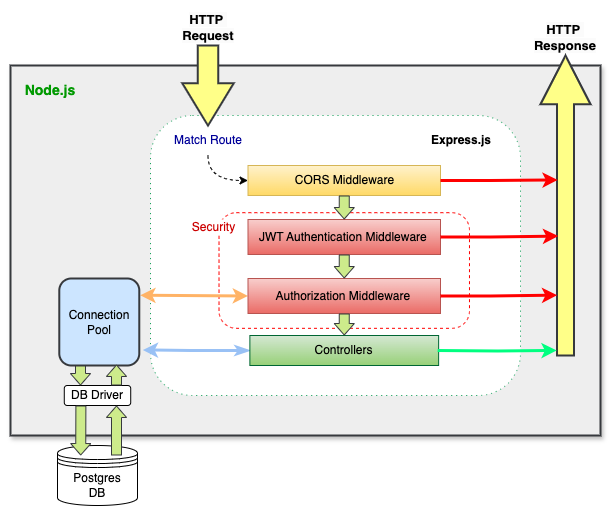 HTTP
Request
HTTP
Response
Node.js
Match Route
Express.js
CORS Middleware
Security
JWT Authentication Middleware
Authorization Middleware
Connection
Pool
Controllers
DB Driver
Postgres
DB